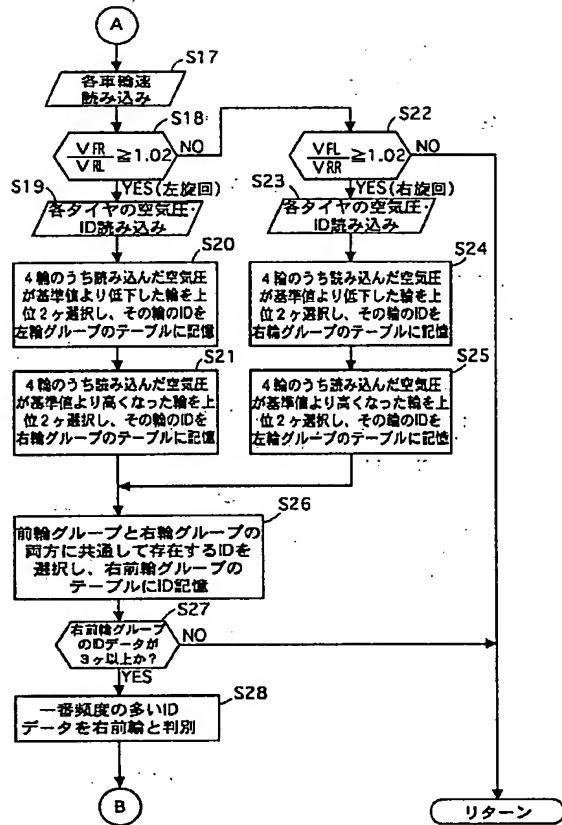 A
S17
各車輪速
読み込み
S18
VFR
VRL
≧1.02
NO
YES(左旋回)
S22
VFL
VRR
≧1.02
NO
YES(右旋回)
S19
各タイヤの空気圧・
ID読み込み
S23
各タイヤの空気圧・
ID読み込み
S20
4輪のうち読み込んだ空気圧
が基準値より低下した輪を上
位2ヶ選択し、その輪のIDを
左輪グループのテーブルに記憶
S24
4輪のうち読み込んだ空気圧
が基準値より低下した輪を上
位2ヶ選択し、その輪のIDを
右輪グループのテーブルに記憶
S21
4輪のうち読み込んだ空気圧
が基準値より高くなった輪を上
位2ヶ選択し、その輪のIDを
右輪グループのテーブルに記憶
S25
4輪のうち読み込んだ空気圧
が基準値より高くなった輪を上
位2ヶ選択し、その輪のIDを
左輪グループのテーブルに記憶
S26
前輪グループと右輪グループの
両方に共通して存在するIDを
選択し、右前輪グループの
テーブルにID記憶
S27
右前輪グループ
のIDデータが
3ヶ以上か?
NO
YES
S28
一番頻度の多いID
データを右前輪と判別
B
リターン